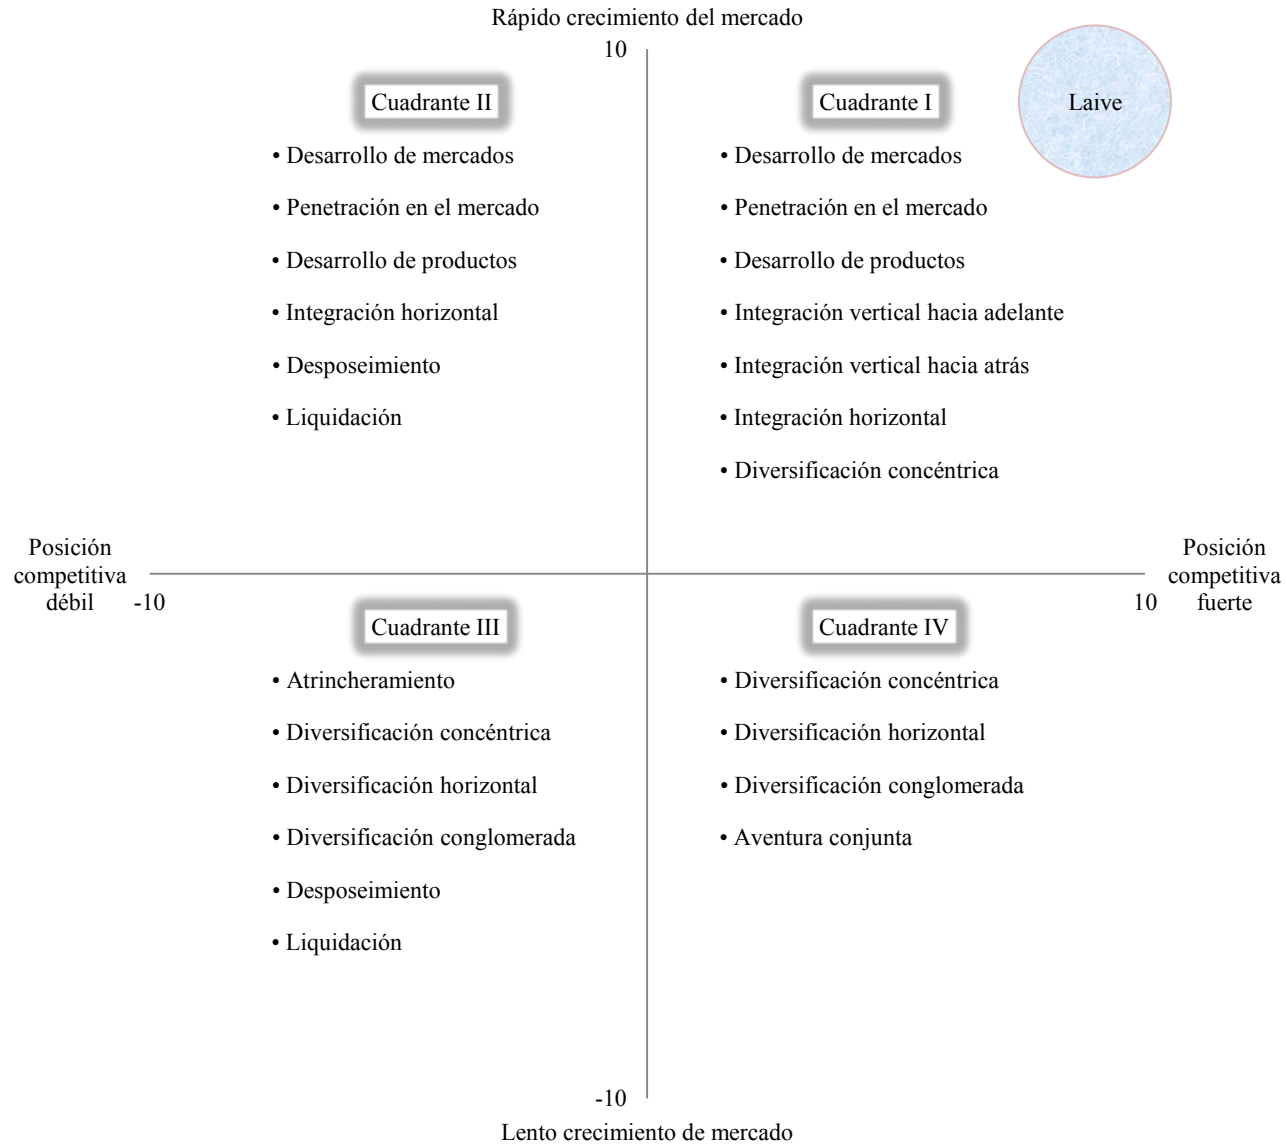 Rápido crecimiento del mercado
10
Cuadrante II
• Desarrollo de mercados
• Penetración en el mercado
• Desarrollo de productos
• Integración horizontal
• Desposeimiento
• Liquidación
Cuadrante I
Laive
• Desarrollo de mercados
• Penetración en el mercado
• Desarrollo de productos
• Integración vertical hacia adelante
• Integración vertical hacia atrás
• Integración horizontal
• Diversificación concéntrica
Posición
competitiva
débil
-10
Posición
competitiva
fuerte
10
Cuadrante III
• Atrincheramiento
• Diversificación concéntrica
• Diversificación horizontal
• Diversificación conglomerada
• Desposeimiento
• Liquidación
Cuadrante IV
• Diversificación concéntrica
• Diversificación horizontal
• Diversificación conglomerada
• Aventura conjunta
-10
Lento crecimiento de mercado